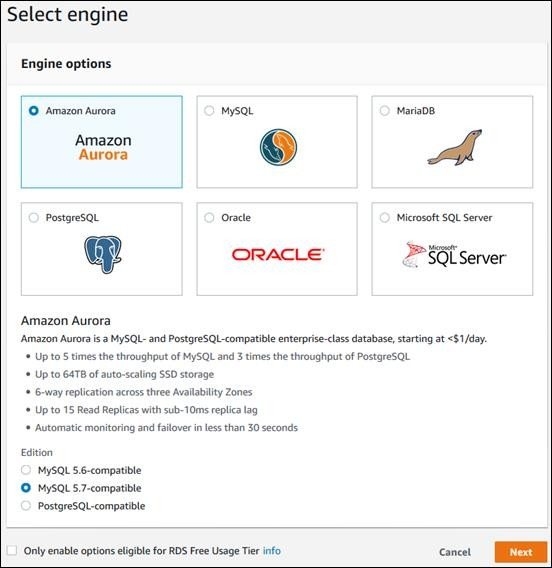 Select engine
Engine options
Amazon Aurora
Amazon
Aurora
MySQL
MariaDB
PostgreSQL
Oracle
ORACLE®
Microsoft SQL Server
Microsoft®
SQL Server®
Amazon Aurora
Amazon Aurora is a MySQL- and PostgreSQL-compatible enterprise-class database, starting at <$1/day.
• Up to 5 times the throughput of MySQL and 3 times the throughput of PostgreSQL
• Up to 64TB of auto-scaling SSD storage
• 6-way replication across three Availability Zones
• Up to 15 Read Replicas with sub-10ms replica lag
• Automatic monitoring and failover in less than 30 seconds
Edition
MySQL 5.6-compatible
MySQL 5.7-compatible
PostgreSQL-compatible
Only enable options eligible for RDS Free Usage Tier info
Cancel
Next